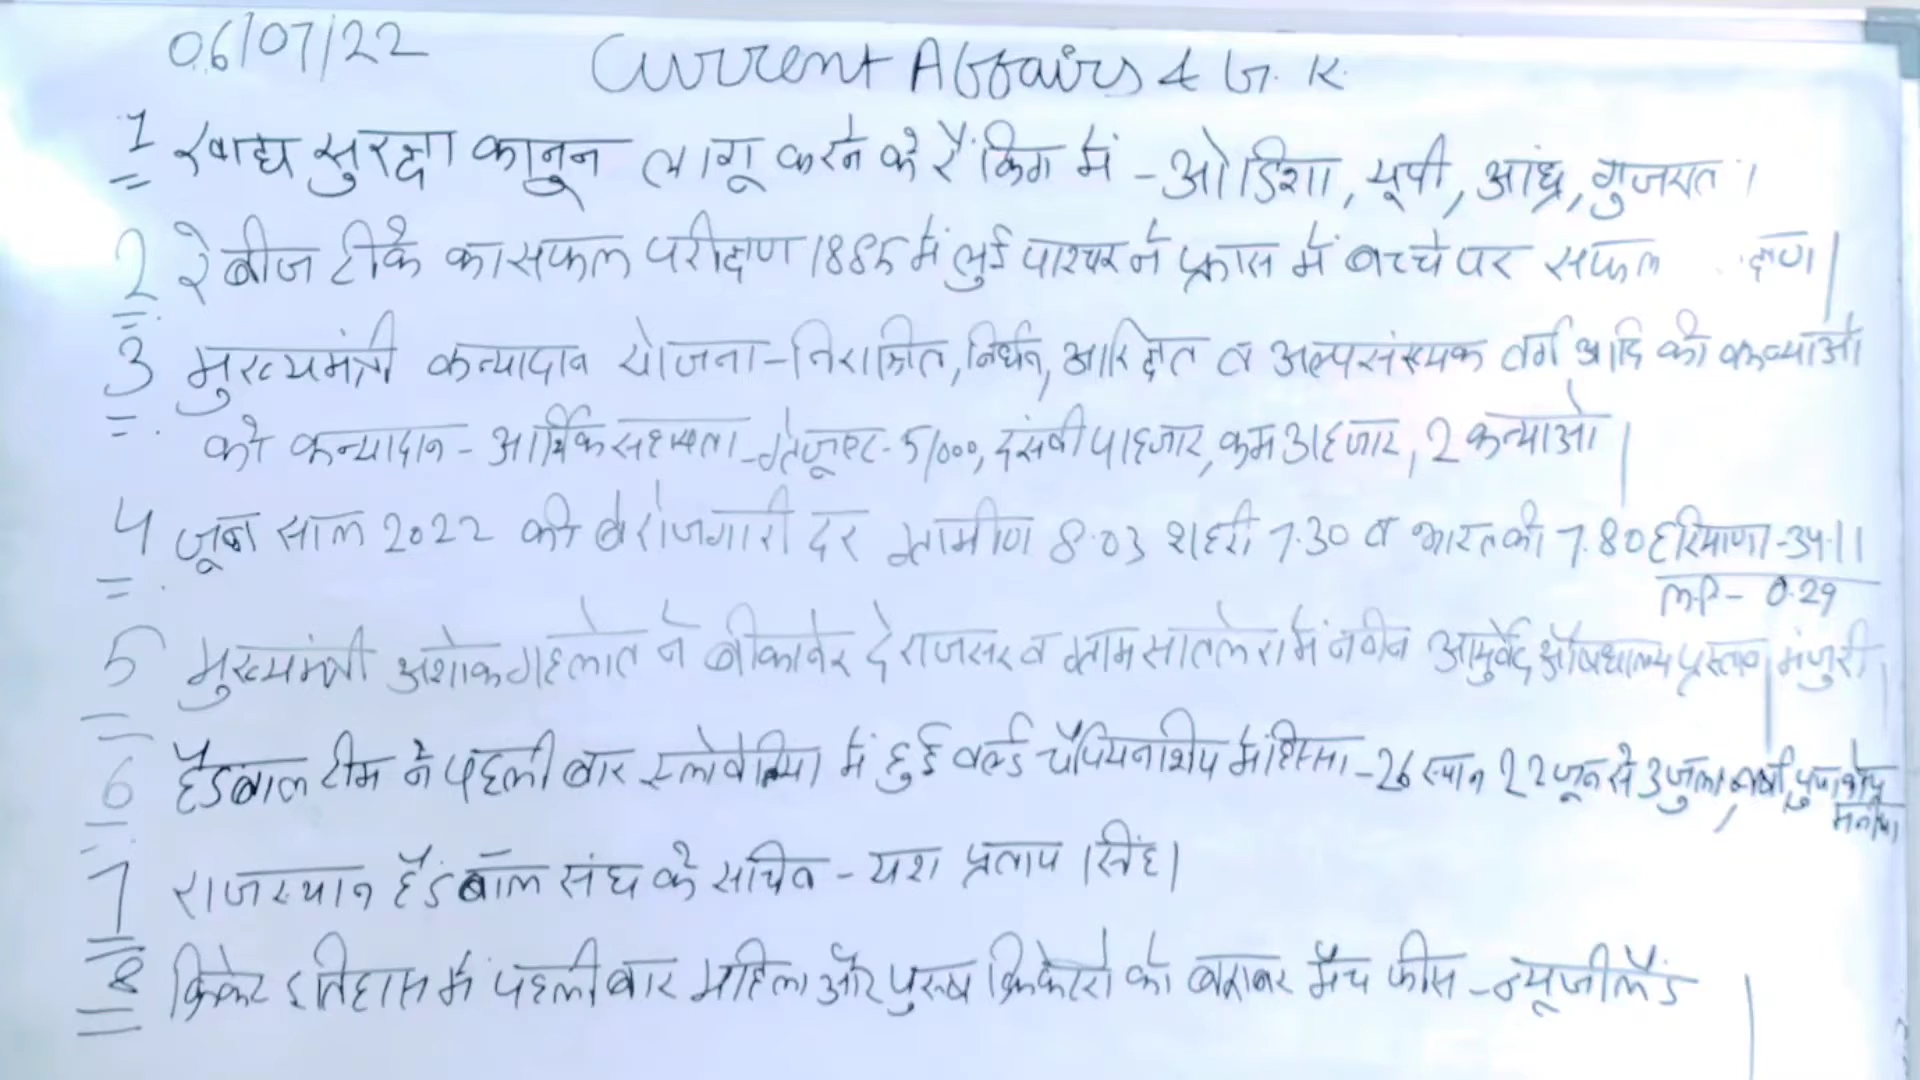 06/07/22 Current Affairs & G.K.
1 खाद्य सुरक्षा कानून लागू करने के रैंकिंग में - ओडिशा, यूपी, आंध्र, गुजरात।
2 रेबीज टीके का सफल परीक्षण 1885 में लुई पाश्चर ने फ्रांस में बच्चे पर सफल
3 मुख्यमंत्री कन्यादान योजना - निराश्रित, निर्धन, आरक्षित व अल्पसंख्यक वर्ग आदि की कन्याओं
को कन्यादान - आर्थिक सहायता - ग्रेजुएट - 51000, दसवी 41 हजार, कम 31 हजार, 2 कन्याओं।
4 जून साल 2022 की बेरोजगारी दर ग्रामीण 8.03 शहरी 7.30 व भारत की 7.80 हरियाणा - 34.11
M.P - 0.29
5 मुख्यमंत्री अशोक गहलोत ने बीकानेर देराजसर व ग्राम सातलेरा में नवीन आयुर्वेद औषधालय प्रस्ताव मंजुरी
6 हैंडबाल टीम ने पहली बार स्लोवेनिया में हुई वर्ल्ड चैंपियनशिप में हिस्सा - 26 स्थान 22 जून से 3 जुला,
7 राजस्थान हैंडबॉल संघ के सचिव - यश प्रताप सिंह।
8 क्रिकेट इतिहास में पहली बार महिला और पुरुष क्रिकेटरो को बराबर मैच फीस - न्यूजीलैंड